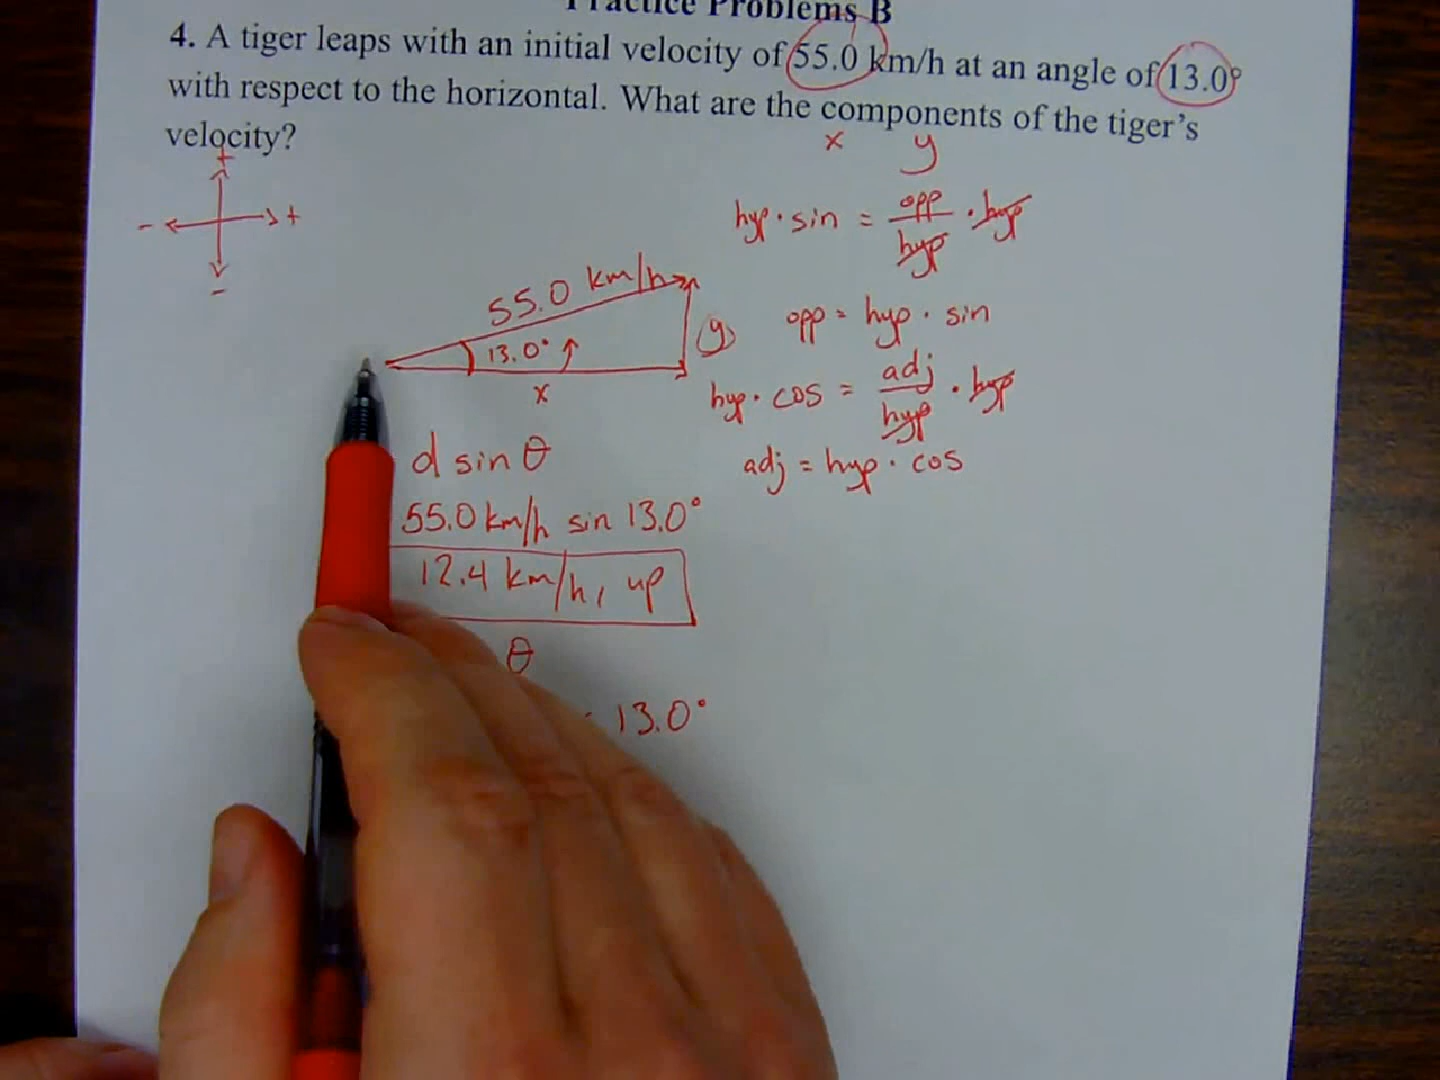 Practice Problems B
4. A tiger leaps with an initial velocity of 55.0 km/h at an angle of 13.0°
with respect to the horizontal. What are the components of the tiger's
velocity?
x y
+
- +
-
hyp · sin = opp/hyp · hyp
55.0 km/h
13.0°
y
x
opp = hyp · sin
hyp · cos = adj/hyp · hyp
adj = hyp · cos
d sin θ
55.0 km/h sin 13.0°
12.4 km/h, up
θ
13.0°